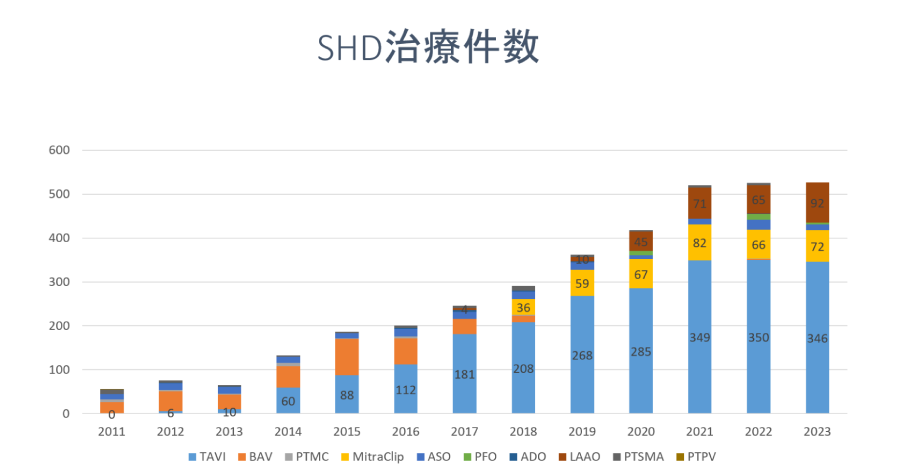 SHD治療件数
600
500
400
300
200
100
0
0 6 10 60 88 112 181 208 268 285 349 350 346
36 59 67 82 66 72
4 10 45 71 65 92
2011 2012 2013 2014 2015 2016 2017 2018 2019 2020 2021 2022 2023
TAVI BAV PTMC MitraClip ASO PFO ADO LAAO PTSMA PTPV